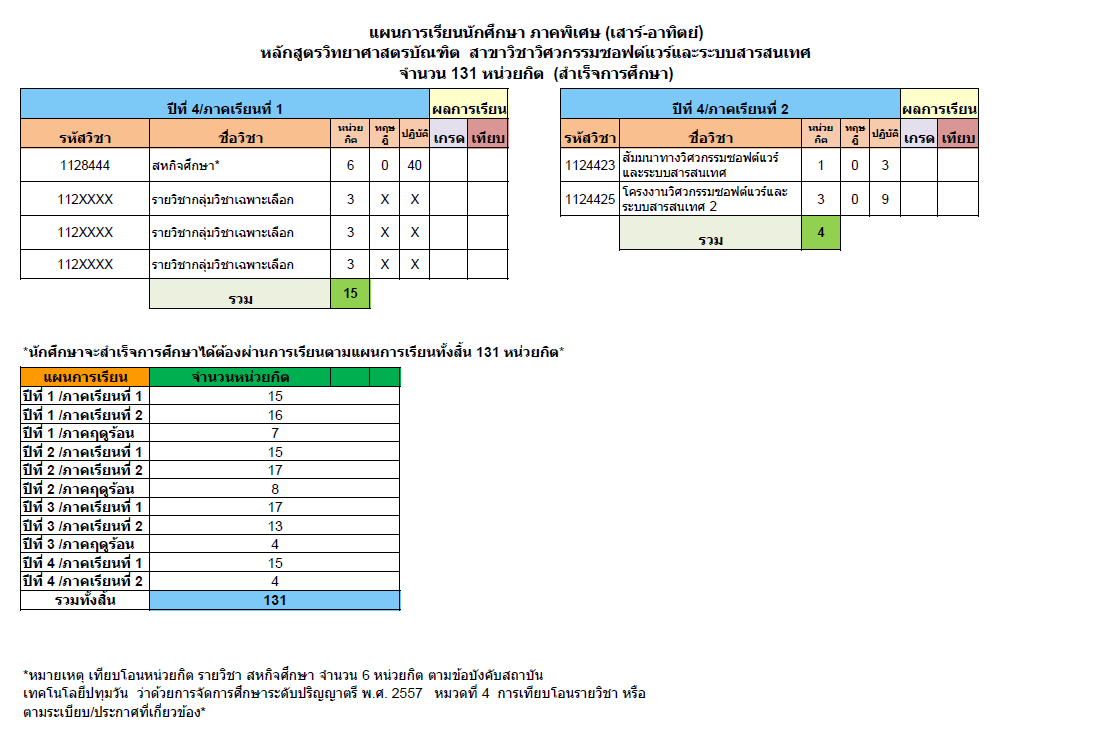 แผนการเรียนนักศึกษา ภาคพิเศษ (เสาร์-อาทิตย์)
หลักสูตรวิทยาศาสตรบัณฑิต สาขาวิชาวิศวกรรมซอฟต์แวร์และระบบสารสนเทศ
จำนวน 131 หน่วยกิต (สำเร็จการศึกษา)
ปีที่ 4/ภาคเรียนที่ 1 ผลการเรียน
รหัสวิชา ชื่อวิชา หน่วยกิต ทฤษฎี ปฏิบัติ เกรด เทียบ
1128444 สหกิจศึกษา* 6 0 40
112XXXX รายวิชากลุ่มวิชาเฉพาะเลือก 3 X X
112XXXX รายวิชากลุ่มวิชาเฉพาะเลือก 3 X X
112XXXX รายวิชากลุ่มวิชาเฉพาะเลือก 3 X X
รวม 15
ปีที่ 4/ภาคเรียนที่ 2 ผลการเรียน
รหัสวิชา ชื่อวิชา หน่วยกิต ทฤษฎี ปฏิบัติ เกรด เทียบ
1124423 สัมมนาทางวิศวกรรมซอฟต์แวร์
และระบบสารสนเทศ 1 0 3
1124425 โครงงานวิศวกรรมซอฟต์แวร์และ
ระบบสารสนเทศ 2 3 0 9
รวม 4
*นักศึกษาจะสำเร็จการศึกษาได้ต้องผ่านการเรียนตามแผนการเรียนทั้งสิ้น 131 หน่วยกิต*
แผนการเรียน จำนวนหน่วยกิต
ปีที่ 1 /ภาคเรียนที่ 1 15
ปีที่ 1 /ภาคเรียนที่ 2 16
ปีที่ 1 /ภาคฤดูร้อน 7
ปีที่ 2 /ภาคเรียนที่ 1 15
ปีที่ 2 /ภาคเรียนที่ 2 17
ปีที่ 2 /ภาคฤดูร้อน 8
ปีที่ 3 /ภาคเรียนที่ 1 17
ปีที่ 3 /ภาคเรียนที่ 2 13
ปีที่ 3 /ภาคฤดูร้อน 4
ปีที่ 4 /ภาคเรียนที่ 1 15
ปีที่ 4 /ภาคเรียนที่ 2 4
รวมทั้งสิ้น 131
*หมายเหตุ เทียบโอนหน่วยกิต รายวิชา สหกิจศึกษา จำนวน 6 หน่วยกิต ตามข้อบังคับสถาบัน
เทคโนโลยีปทุมวัน ว่าด้วยการจัดการศึกษาระดับปริญญาตรี พ.ศ. 2557 หมวดที่ 4 การเทียบโอนรายวิชา หรือ
ตามระเบียบ/ประกาศที่เกี่ยวข้อง*